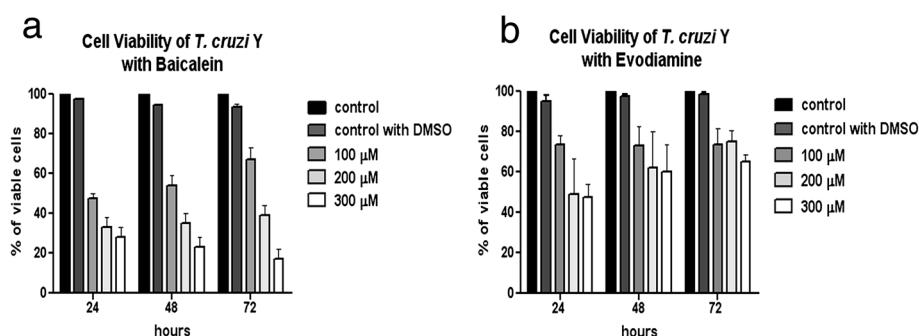 a
Cell Viability of T. cruzi Y
with Baicalein
% of viable cells
100
80
60
40
20
0
24
48
72
hours
control
control with DMSO
100 µM
200 µM
300 µM
b
Cell Viability of T. cruzi Y
with Evodiamine
% of viable cells
100
80
60
40
20
0
24
48
72
hours
control
control with DMSO
100 µM
200 µM
300 µM